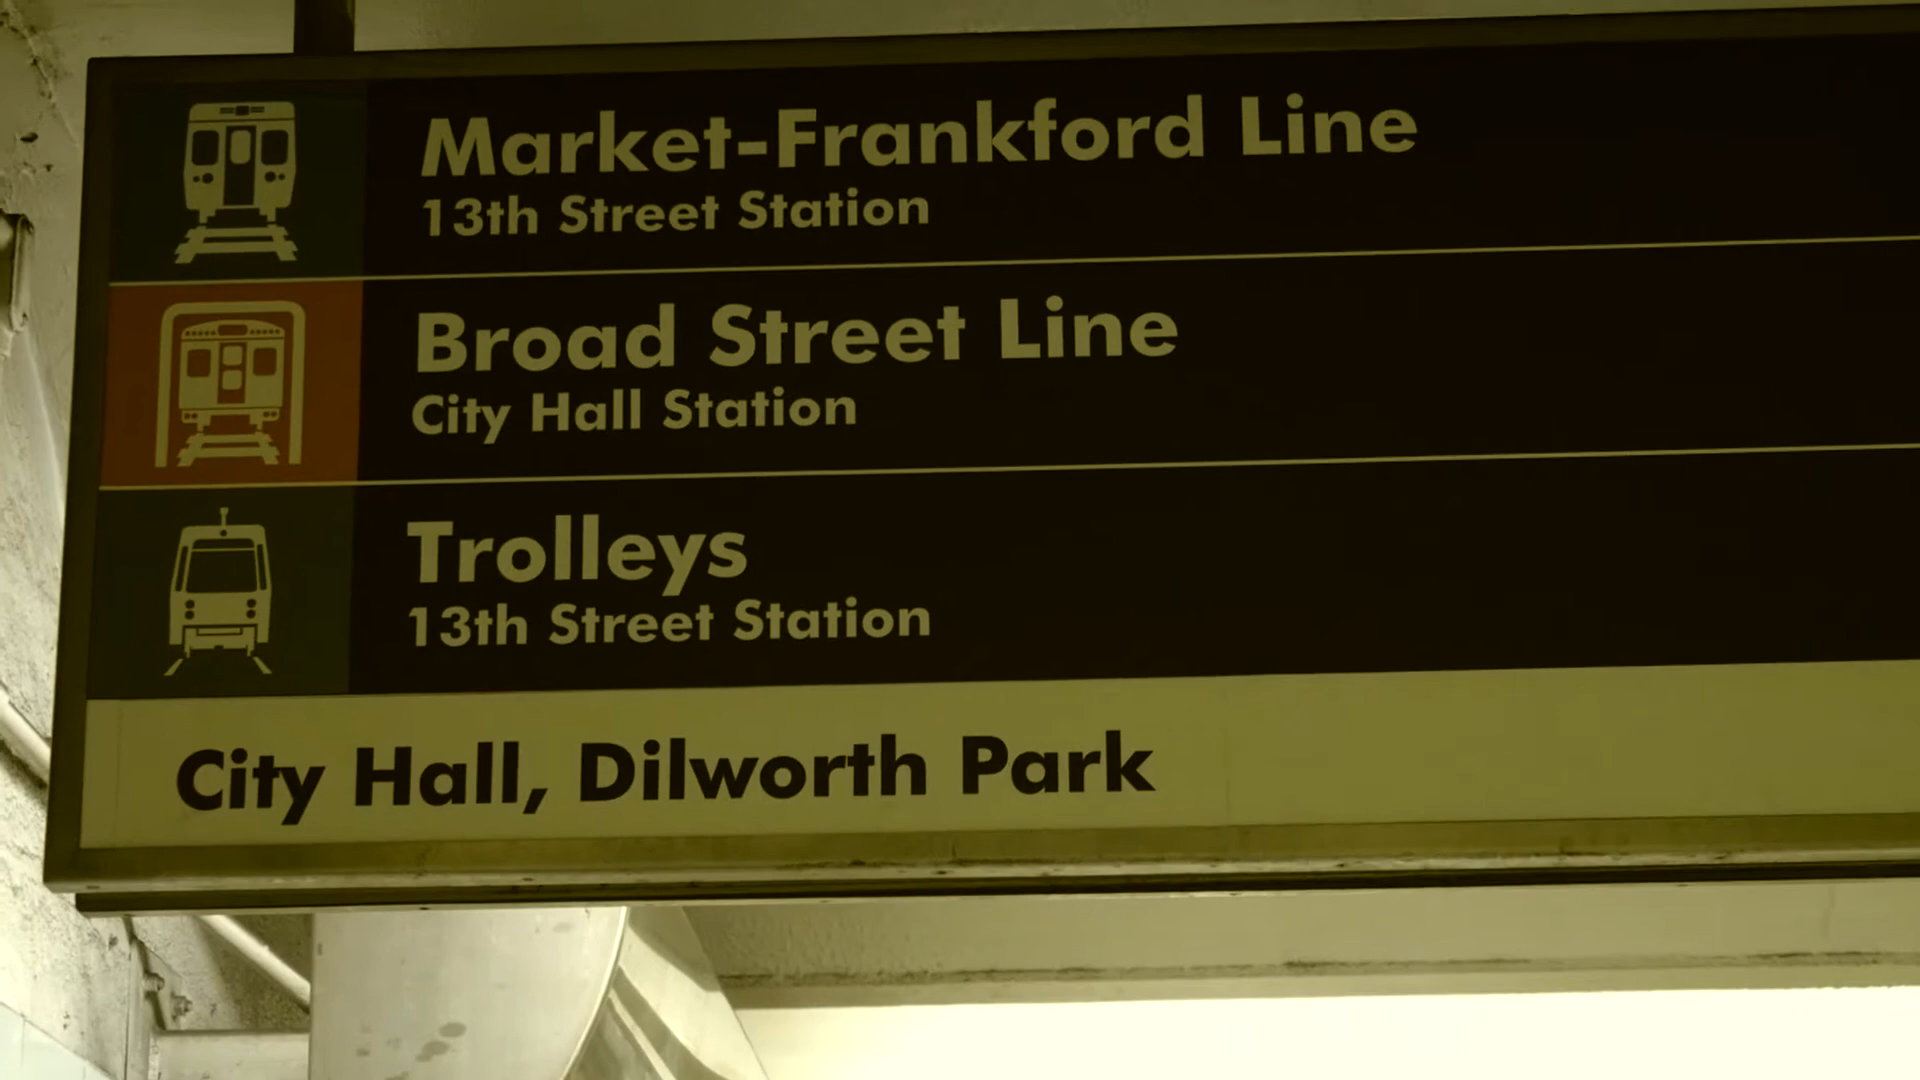 Market-Frankford Line
13th Street Station
Broad Street Line
City Hall Station
Trolleys
13th Street Station
City Hall, Dilworth Park